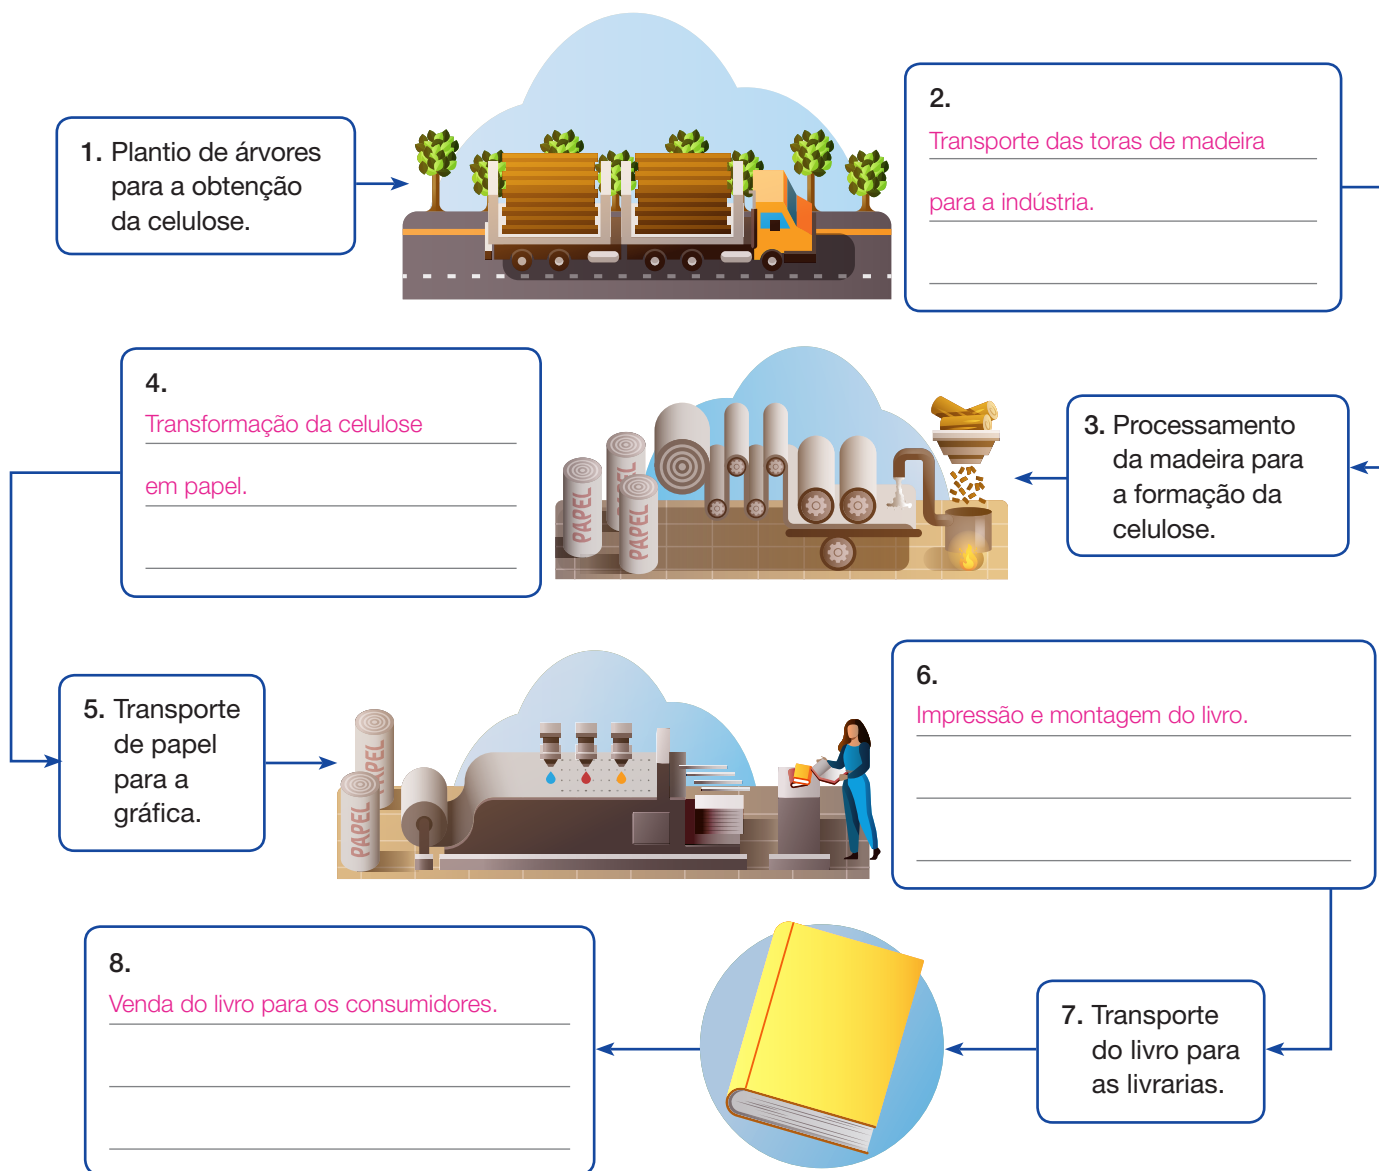 1. Plantio de árvores
para a obtenção
da celulose.
2.
Transporte das toras de madeira
para a indústria.
3. Processamento
da madeira para
a formação da
celulose.
4.
Transformação da celulose
em papel.
PAPEL
PAPEL
PAPEL
5. Transporte
de papel
para a
gráfica.
PAPEL
PAPEL
6.
Impressão e montagem do livro.
7. Transporte
do livro para
as livrarias.
8.
Venda do livro para os consumidores.